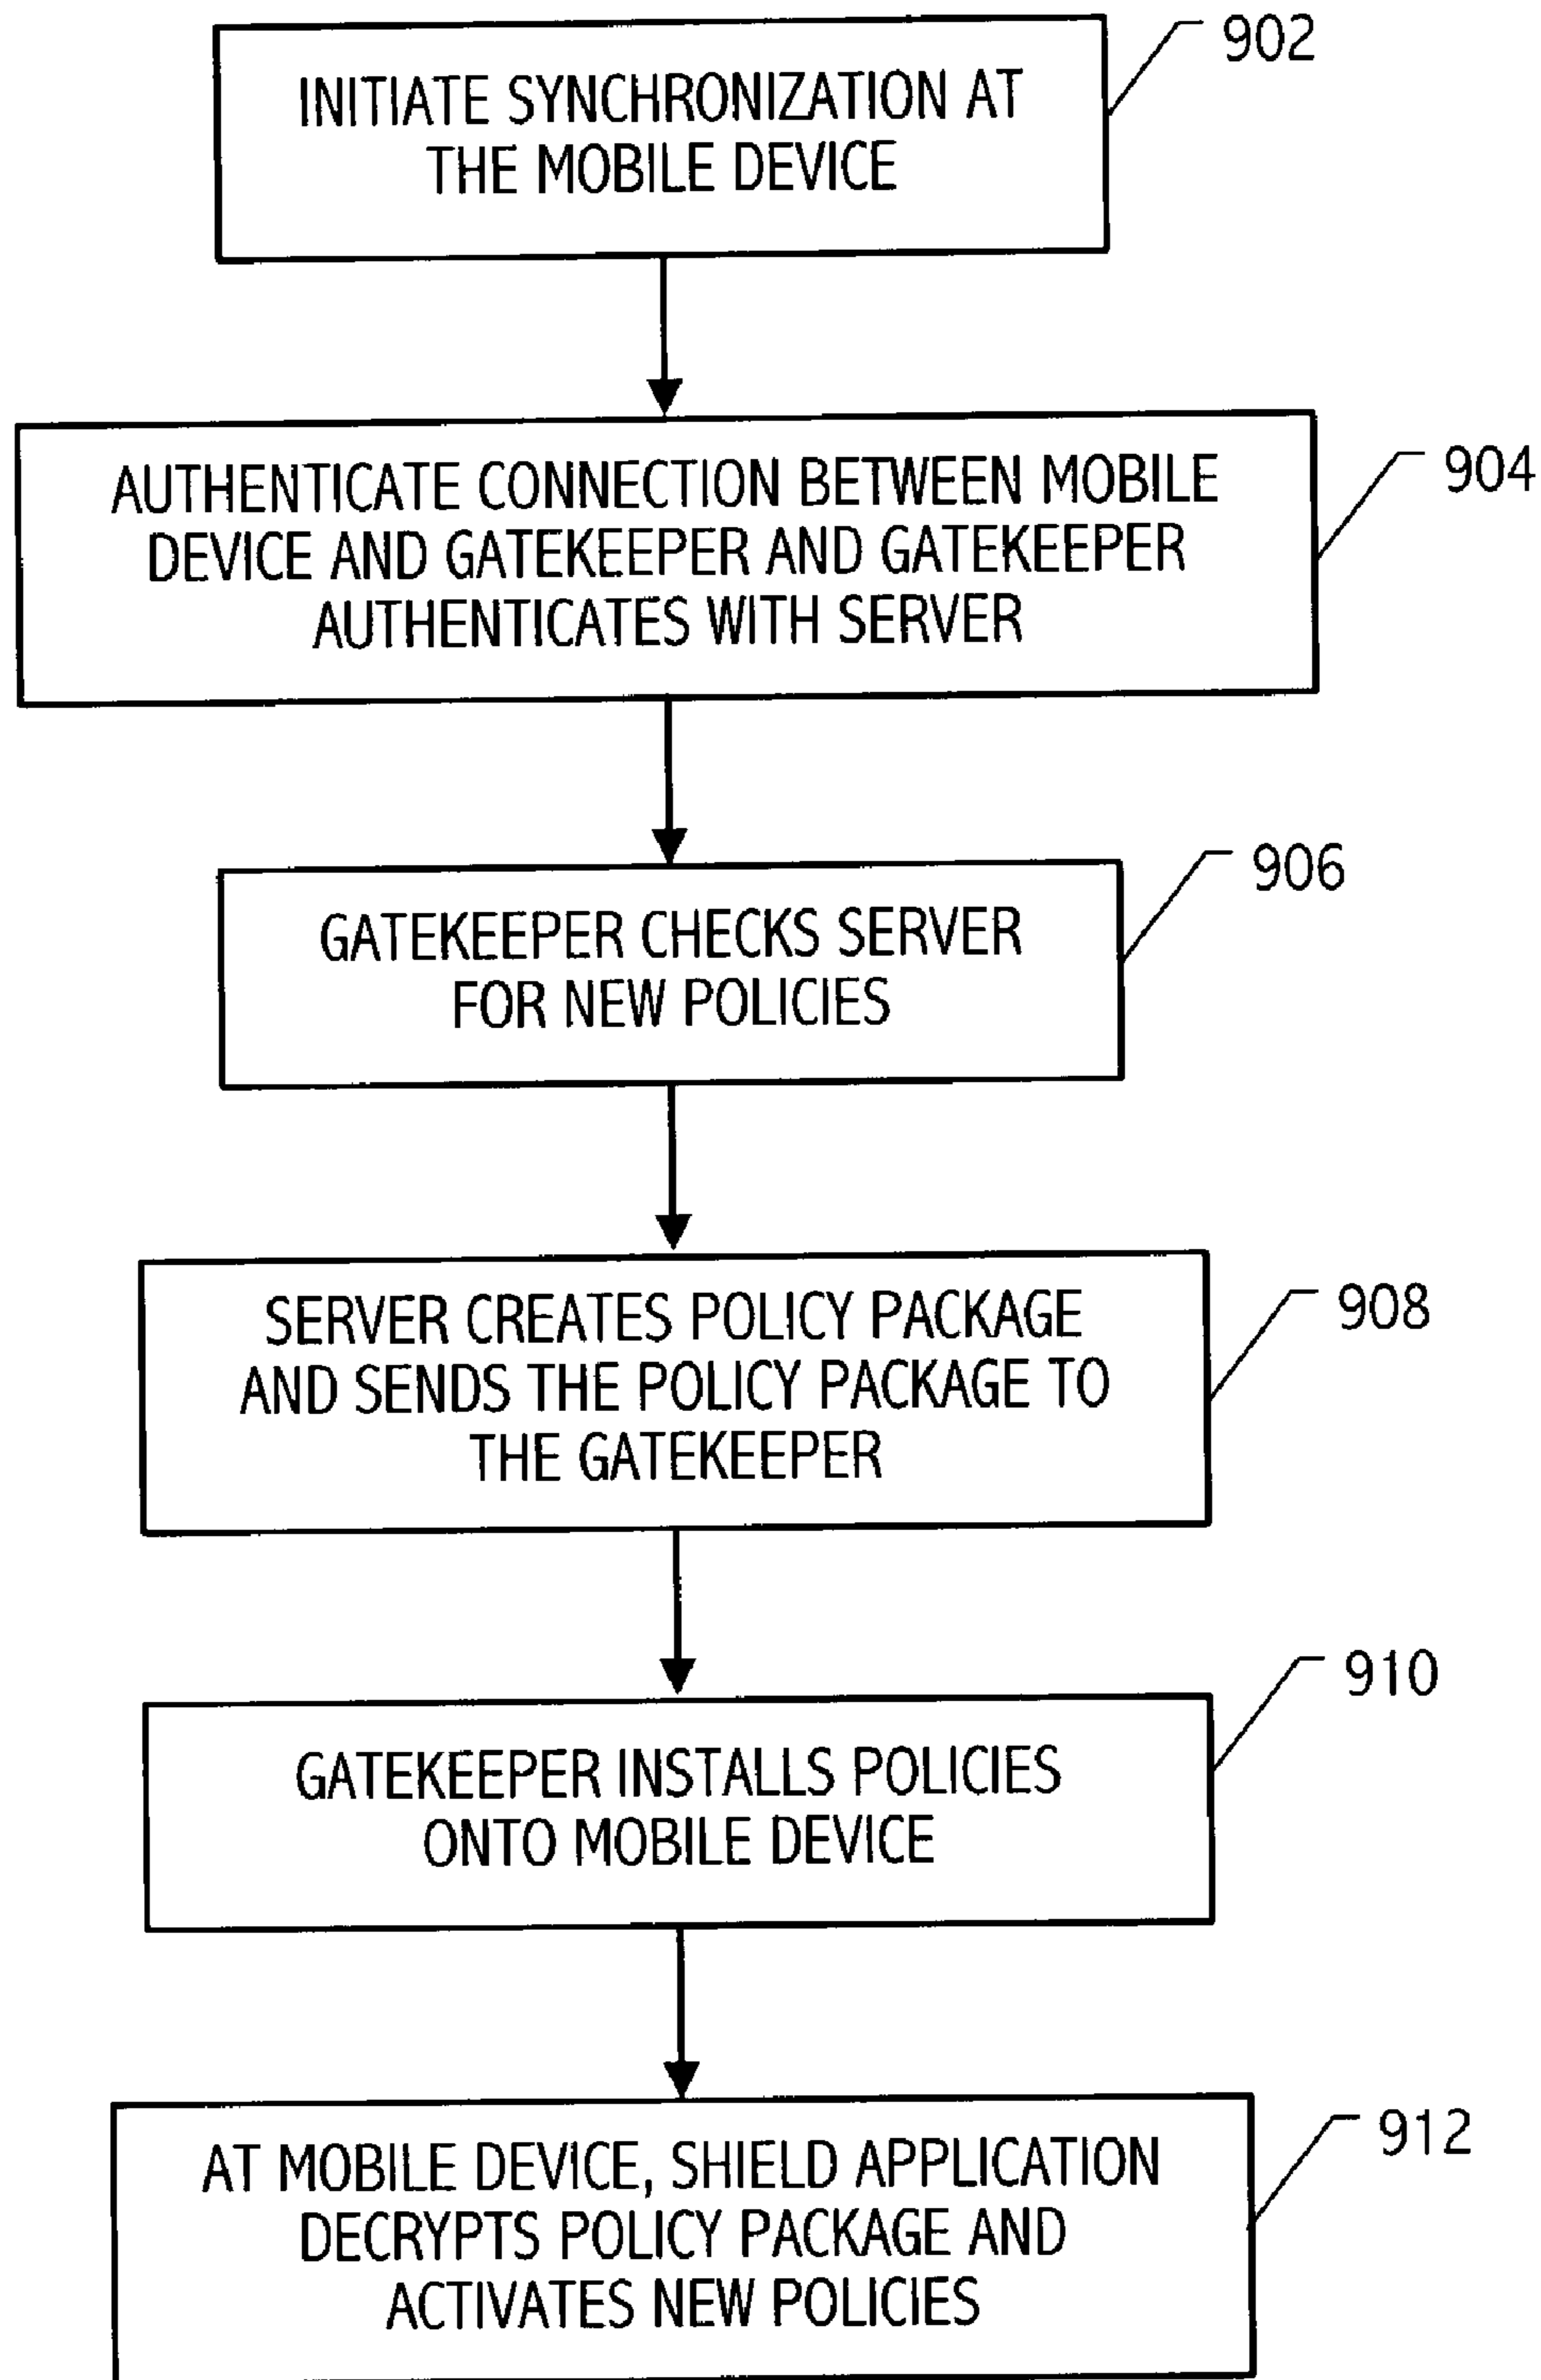 902
INITIATE SYNCHRONIZATION AT
THE MOBILE DEVICE
904
AUTHENTICATE CONNECTION BETWEEN MOBILE
DEVICE AND GATEKEEPER AND GATEKEEPER
AUTHENTICATES WITH SERVER
906
GATEKEEPER CHECKS SERVER
FOR NEW POLICIES
908
SERVER CREATES POLICY PACKAGE
AND SENDS THE POLICY PACKAGE TO
THE GATEKEEPER
910
GATEKEEPER INSTALLS POLICIES
ONTO MOBILE DEVICE
912
AT MOBILE DEVICE, SHIELD APPLICATION
DECRYPTS POLICY PACKAGE AND
ACTIVATES NEW POLICIES